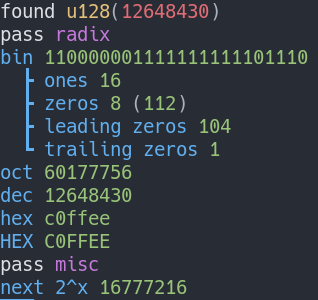 found u128(12648430)
pass radix
bin 110000001111111111101110
ones 16
zeros 8 (112)
leading zeros 104
trailing zeros 1
oct 60177756
dec 12648430
hex c0ffee
HEX C0FFEE
pass misc
next 2^x 16777216